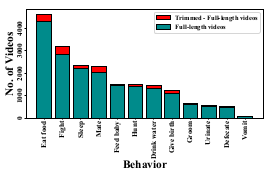 Trimmed - Full-length videos
Full-length videos
No. of Videos
4000
3000
2000
1000
0
Eat food
Fight
Sleep
Mate
Feed baby
Hunt
Drink water
Give birth
Groom
Urinate
Defecate
Vomit
Behavior